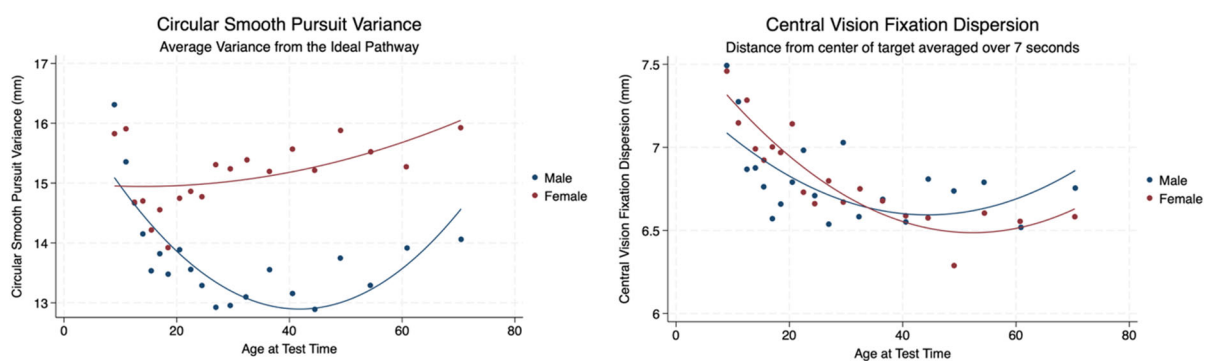 Circular Smooth Pursuit Variance
Average Variance from the Ideal Pathway
Circular Smooth Pursuit Variance (mm)
17
16
15
14
13
0 20 40 60 80
Age at Test Time
Male
Female
Central Vision Fixation Dispersion
Distance from center of target averaged over 7 seconds
Central Vision Fixation Dispersion (mm)
7.5
7
6.5
6
0 20 40 60 80
Age at Test Time
Male
Female